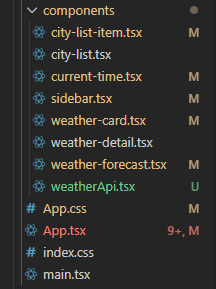 components
city-list-item.tsx M
city-list.tsx
current-time.tsx M
sidebar.tsx M
weather-card.tsx M
weather-detail.tsx
weather-forecast.tsx M
weatherApi.tsx U
# App.css M
App.tsx 9+, M
# index.css
main.tsx